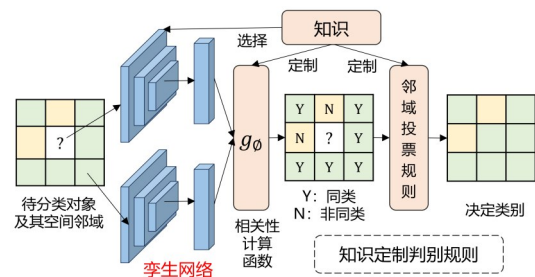 知识
选择
定制
定制
?
待分类对象
及其空间邻域
孪生网络
g∅
相关性
计算
函数
Y N Y
N ? Y
Y Y Y
Y：同类
N：非同类
邻域投票规则
决定类别
知识定制判别规则